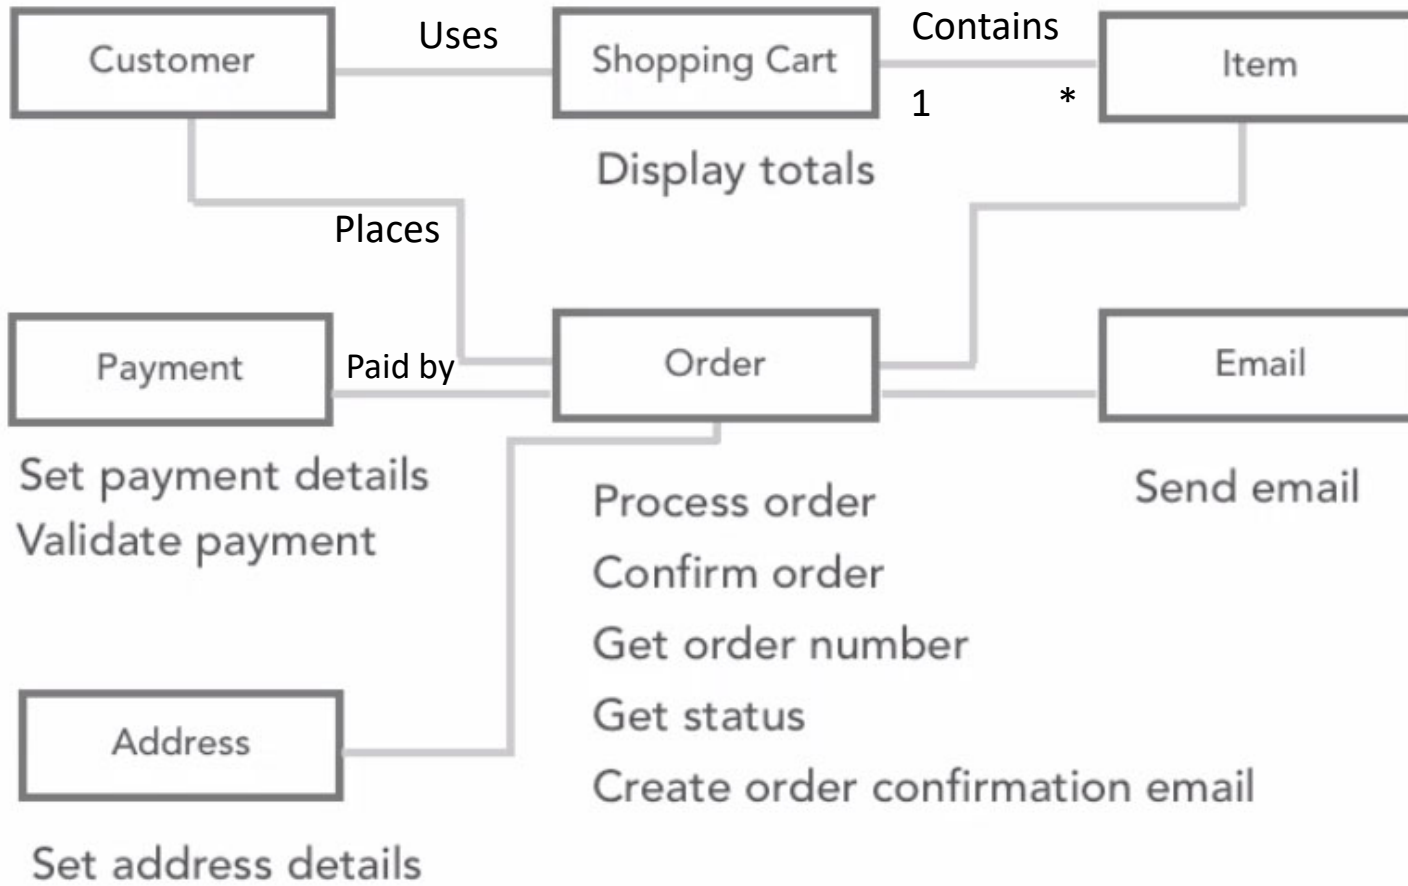 Customer
Uses
Shopping Cart
Contains
Item
1
*
Display totals
Places
Payment
Paid by
Order
Email
Set payment details
Validate payment
Send email
Process order
Confirm order
Get order number
Get status
Create order confirmation email
Address
Set address details